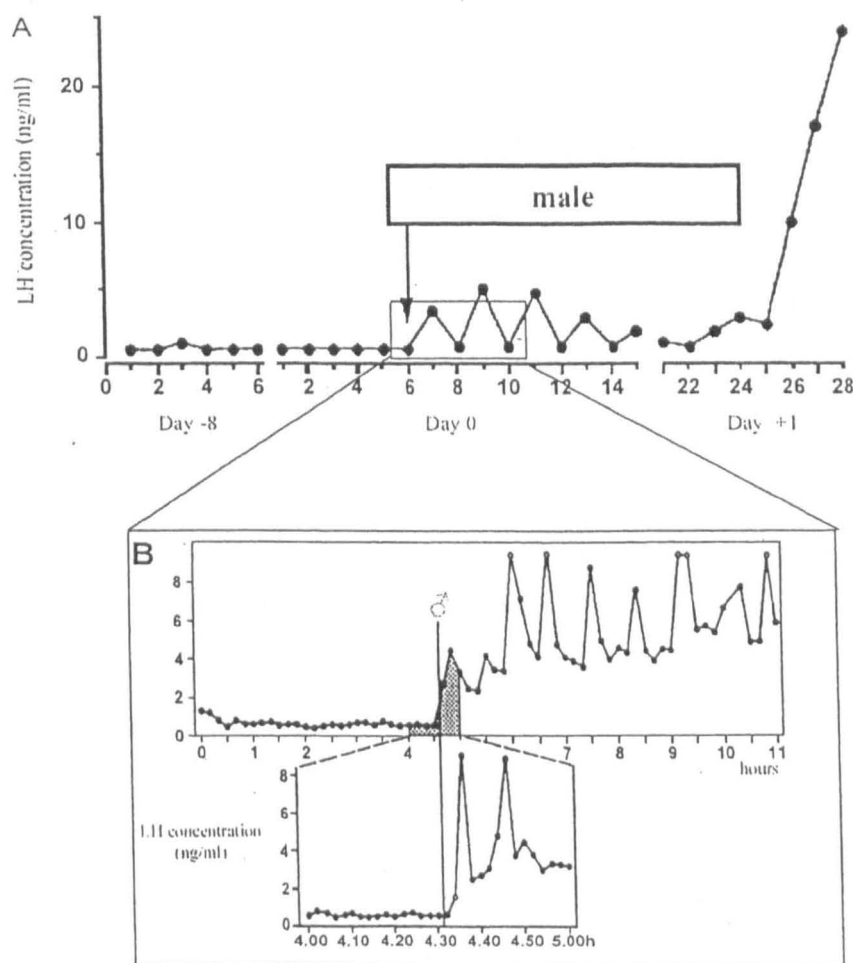 A
LH concentration (ng/ml)
20
10
0
male
0 2 4 6 2 4 6 8 10 12 14 22 24 26 28
Day -8 Day 0 Day +1
B
8
6
4
2
0
♂
0 1 2 3 4 7 8 9 10 11
hours
LH concentration
(ng/ml)
8
6
4
2
0
4.00 4.10 4.20 4.30 4.40 4.50 5.00h